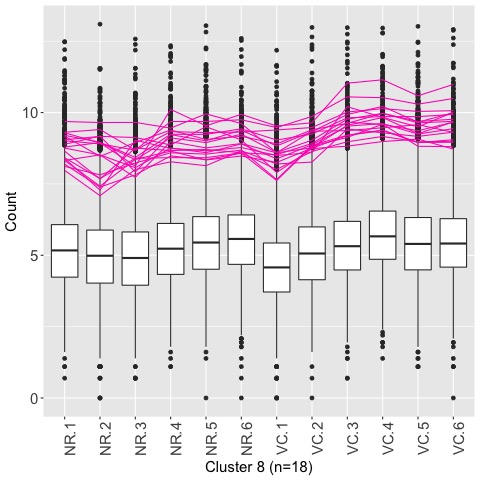 10
5
0
Count
NR.1
NR.2
NR.3
NR.4
NR.5
NR.6
VC.1
VC.2
VC.3
VC.4
VC.5
VC.6
Cluster 8 (n=18)